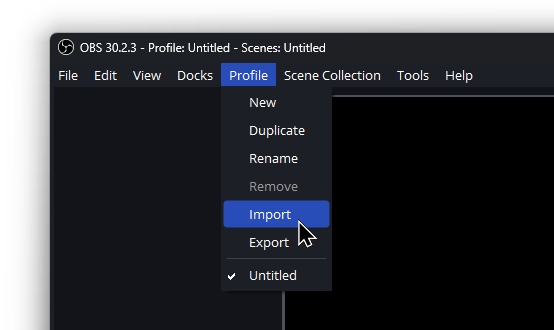 OBS 30.2.3 - Profile: Untitled - Scenes: Untitled
File Edit View Docks Profile Scene Collection Tools Help
New
Duplicate
Rename
Remove
Import
Export
Untitled